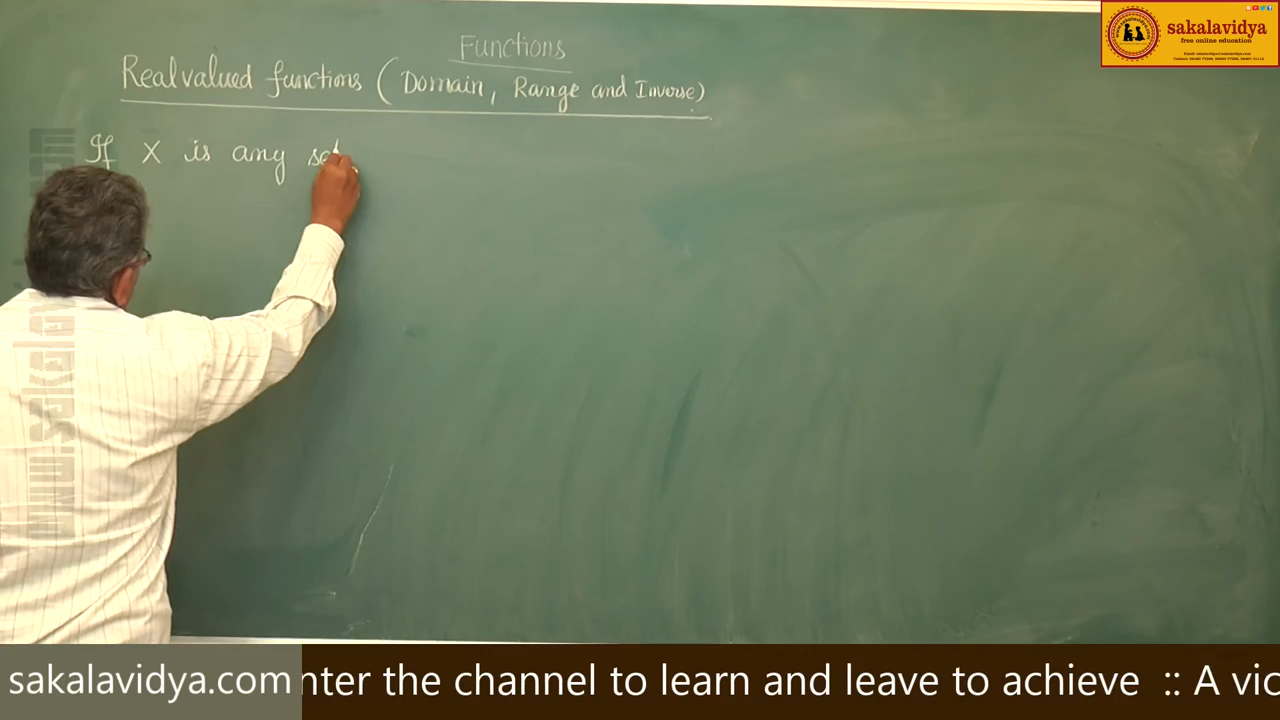 Functions
Realvalued functions ( Domain, Range and Inverse)
If X is any set
sakalavidya
free online education
sakalavidya.com
nter the channel to learn and leave to achieve :: A vic